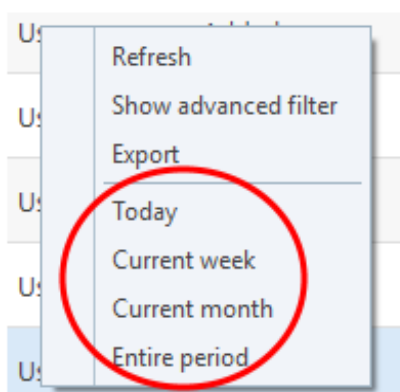 Refresh
Show advanced filter
Export
Today
Current week
Current month
Entire period